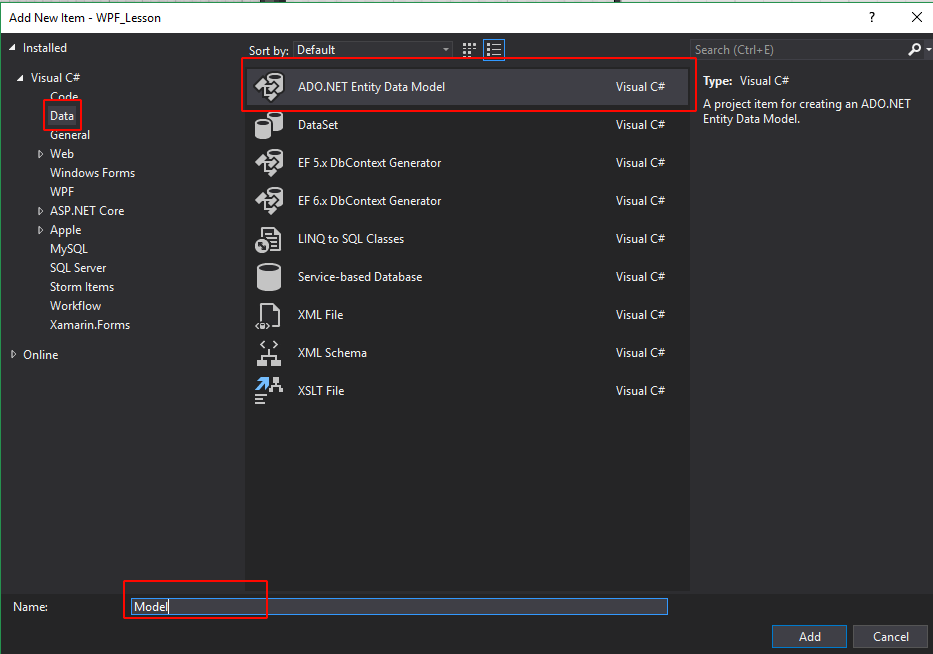 Add New Item - WPF_Lesson
?
Installed
Visual C#
Code
Data
General
Web
Windows Forms
WPF
ASP.NET Core
Apple
MySQL
SQL Server
Storm Items
Workflow
Xamarin.Forms
Online
Sort by: Default
ADO.NET Entity Data Model Visual C#
DataSet Visual C#
EF 5.x DbContext Generator Visual C#
EF 6.x DbContext Generator Visual C#
LINQ to SQL Classes Visual C#
Service-based Database Visual C#
XML File Visual C#
XML Schema Visual C#
XSLT File Visual C#
Search (Ctrl+E)
Type: Visual C#
A project item for creating an ADO.NET
Entity Data Model.
Name: Model
Add Cancel